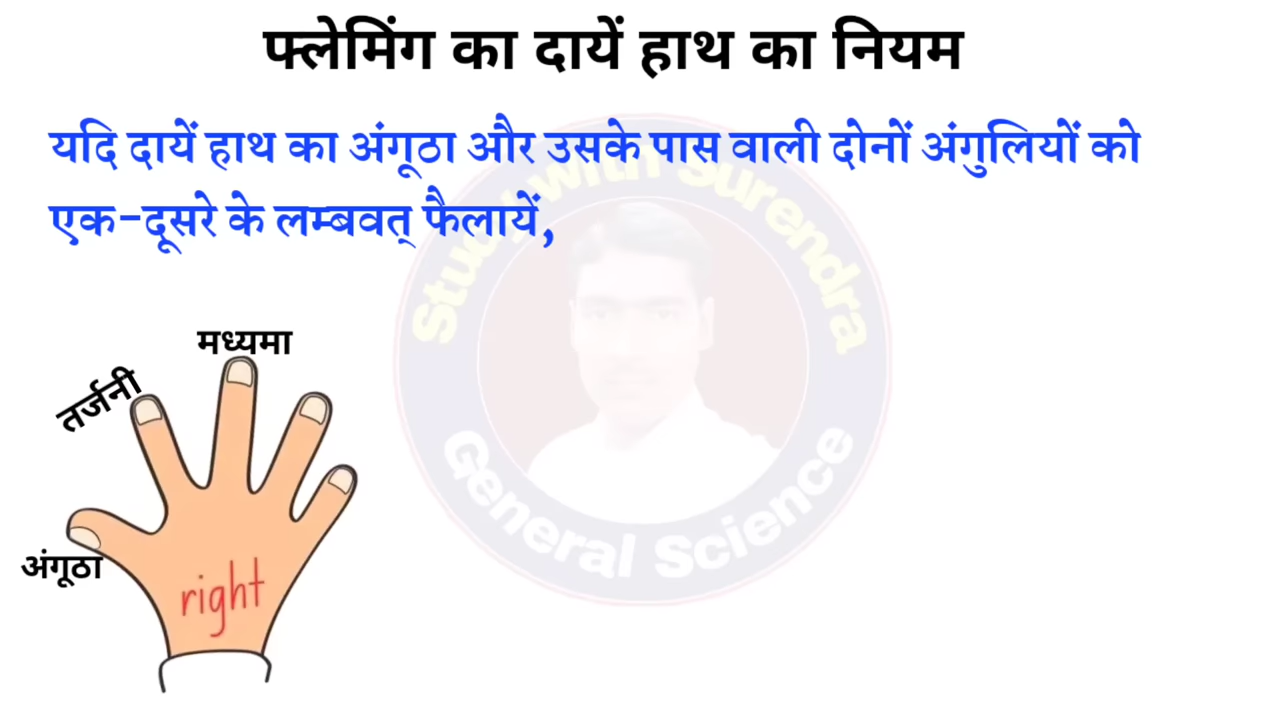 फ्लेमिंग का दायें हाथ का नियम
यदि दायें हाथ का अंगूठा और उसके पास वाली दोनों अंगुलियों को
एक-दूसरे के लम्बवत् फैलायें,
Study with Surendra
मध्यमा
तर्जनी
अंगूठा
right
General Science